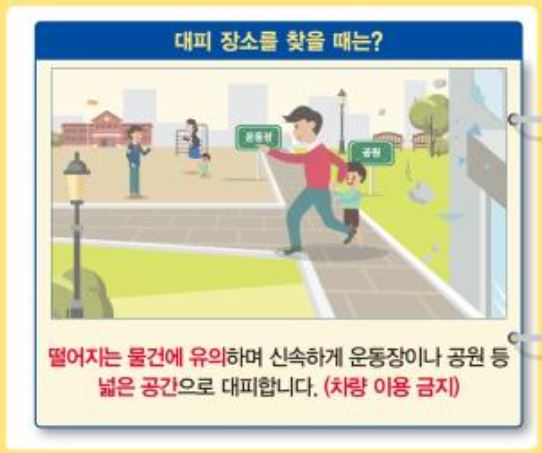 대피 장소를 찾을 때는?
운동장
공원
떨어지는 물건에 유의하며 신속하게 운동장이나 공원 등
넓은 공간으로 대피합니다. (차량 이용 금지)